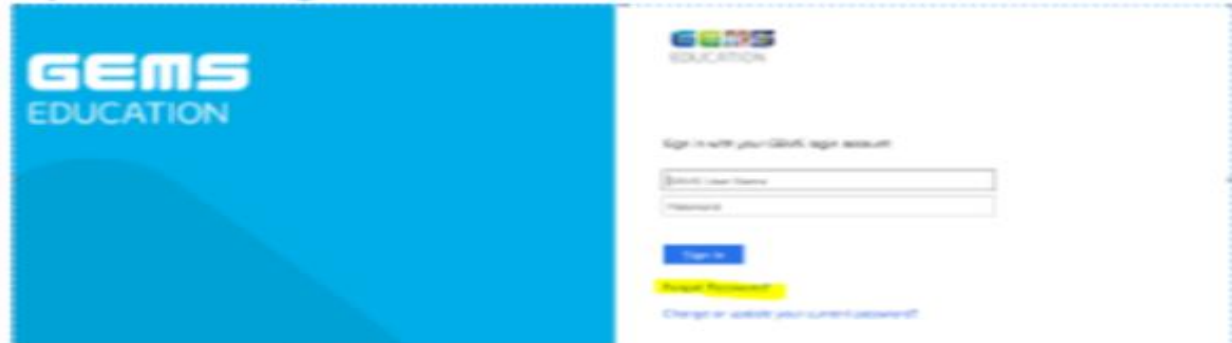 GEMS
EDUCATION
GEMS
EDUCATION
Sign in with your GEMS login account
GEMS User Name
Password
Sign in
Forgot Password?
Change or update your current password?